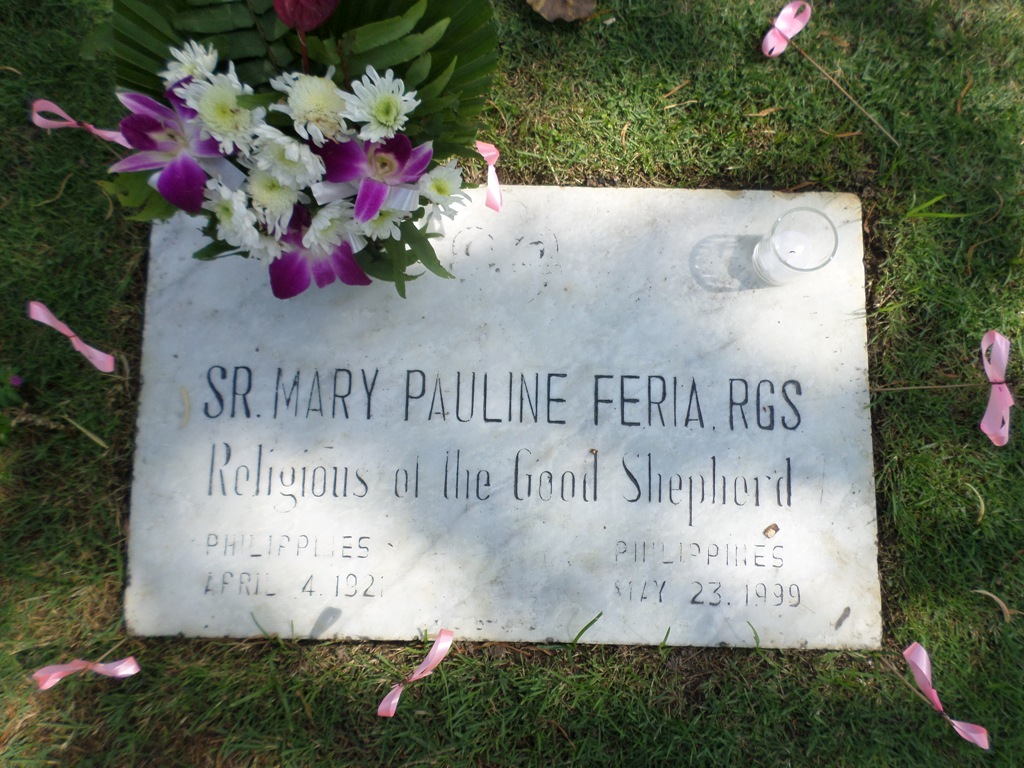 SR. MARY PAULINE FERIA, RGS
Religious of the Good Shepherd
PHILIPPINES PHILIPPINES
APRIL 4, 1921 MAY 23, 1999